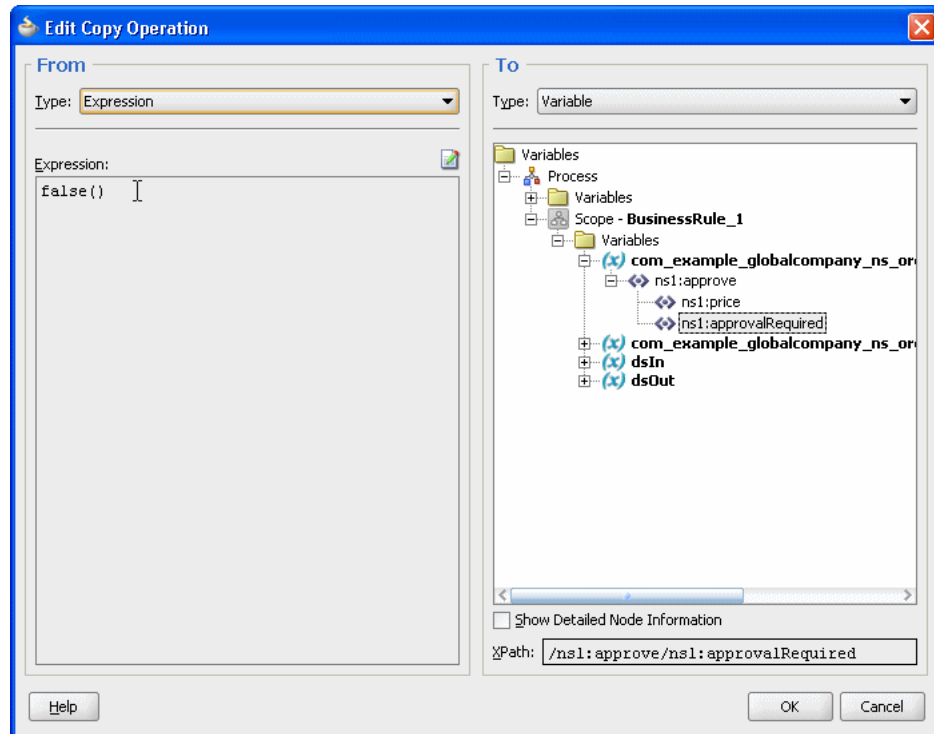 Edit Copy Operation
From
Type: Expression
Expression:
false()
To
Type: Variable
Variables
Process
Variables
Scope - BusinessRule_1
Variables
(x) com_example_globalcompany_ns_or
ns1:approve
ns1:price
ns1:approvalRequired
(x) com_example_globalcompany_ns_or
(x) dsIn
(x) dsOut
Show Detailed Node Information
XPath: /ns1:approve/ns1:approvalRequired
Help
OK
Cancel